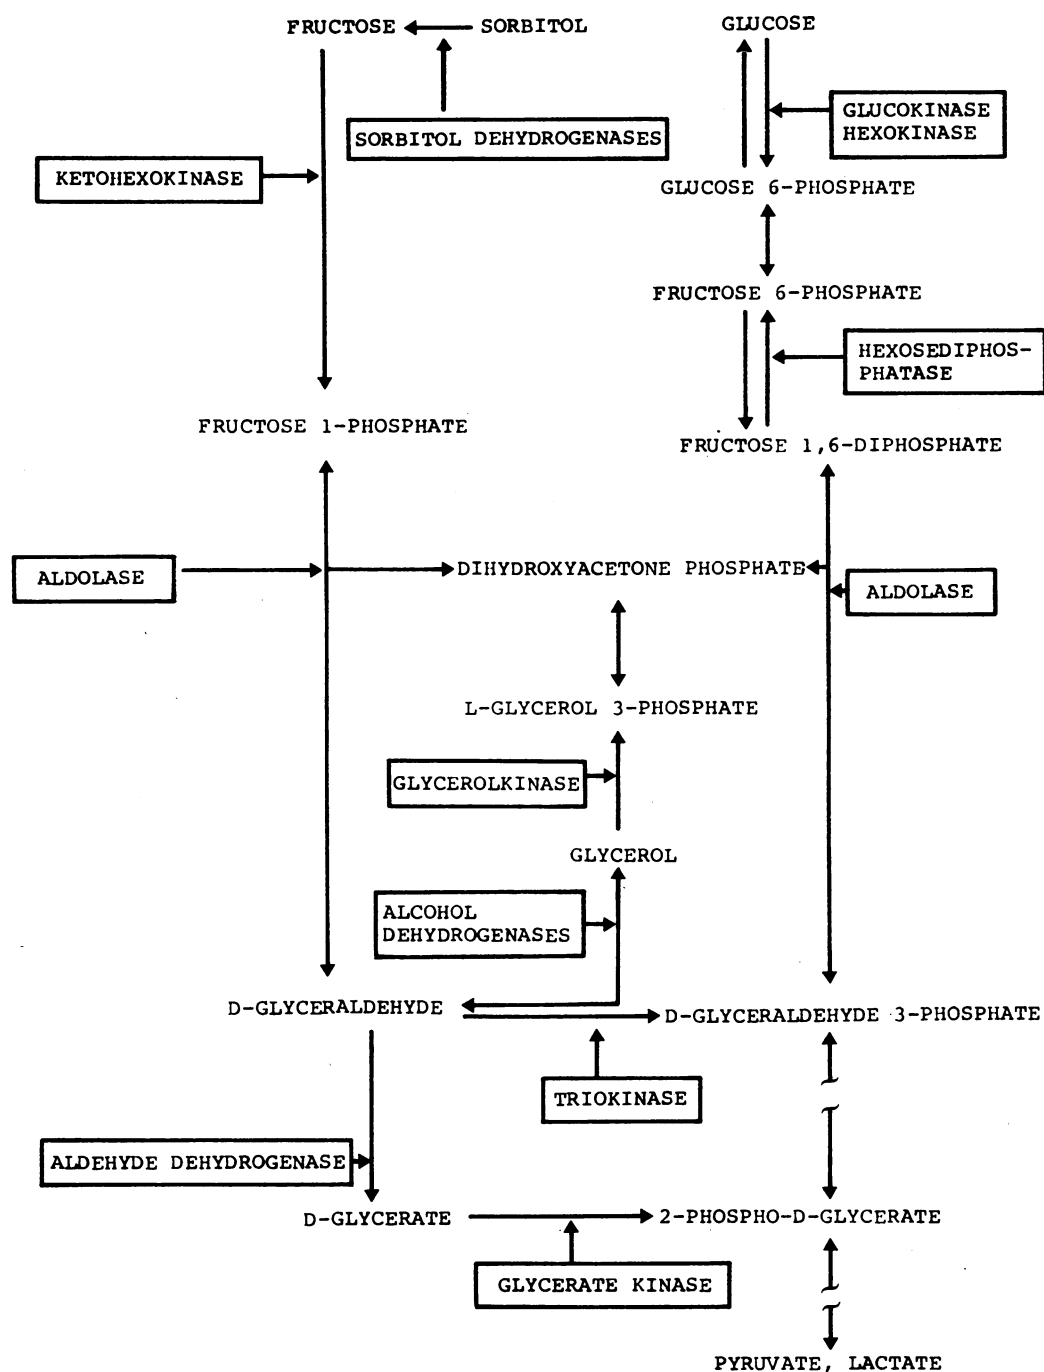 FRUCTOSE
SORBITOL
GLUCOSE
SORBITOL DEHYDROGENASES
GLUCOKINASE
HEXOKINASE
KETOHEXOKINASE
GLUCOSE 6-PHOSPHATE
FRUCTOSE 6-PHOSPHATE
HEXOSEDIPHOS-
PHATASE
FRUCTOSE 1-PHOSPHATE
FRUCTOSE 1,6-DIPHOSPHATE
ALDOLASE
DIHYDROXYACETONE PHOSPHATE
ALDOLASE
L-GLYCEROL 3-PHOSPHATE
GLYCEROLKINASE
GLYCEROL
ALCOHOL
DEHYDROGENASES
D-GLYCERALDEHYDE
D-GLYCERALDEHYDE 3-PHOSPHATE
TRIOKINASE
ALDEHYDE DEHYDROGENASE
D-GLYCERATE
2-PHOSPHO-D-GLYCERATE
GLYCERATE KINASE
PYRUVATE, LACTATE